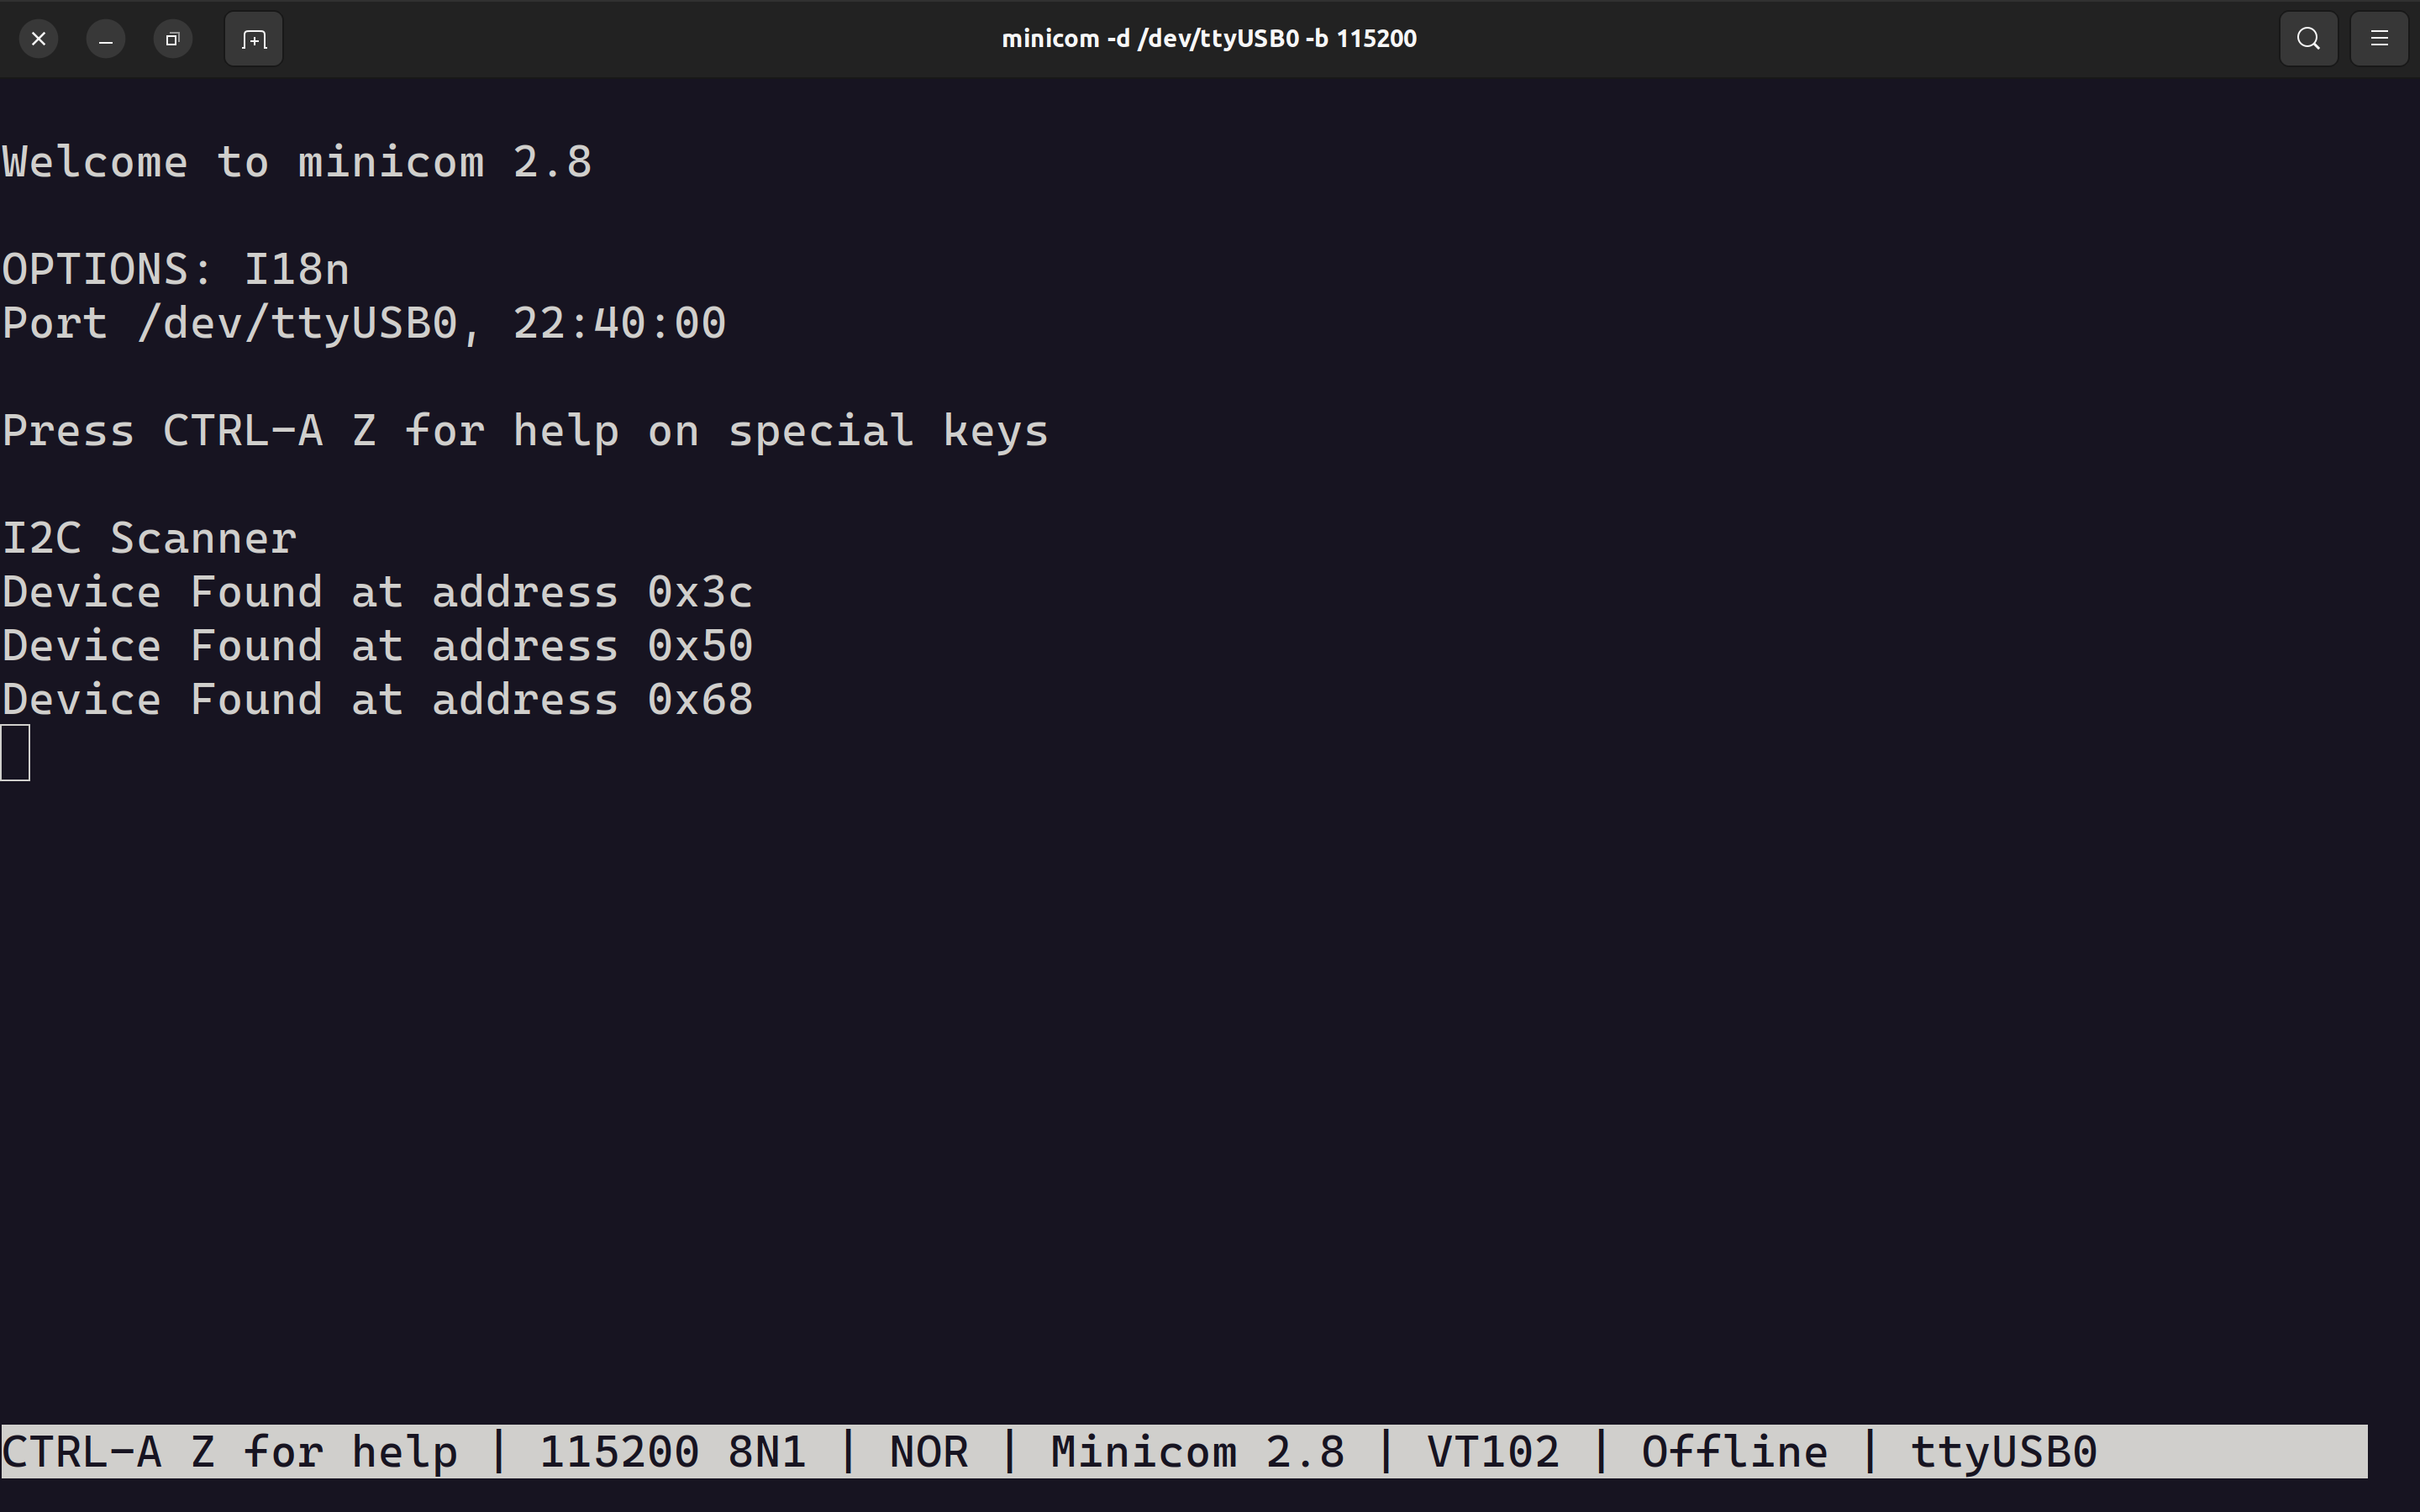 minicom -d /dev/ttyUSB0 -b 115200
Welcome to minicom 2.8
OPTIONS: I18n
Port /dev/ttyUSB0, 22:40:00
Press CTRL-A Z for help on special keys
I2C Scanner
Device Found at address 0x3c
Device Found at address 0x50
Device Found at address 0x68
CTRL-A Z for help | 115200 8N1 | NOR | Minicom 2.8 | VT102 | Offline | ttyUSB0